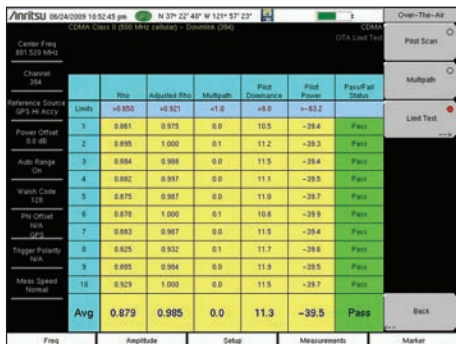 Anritsu 06/24/2009 10:52:45 pm N 37° 22' 40" W 121° 57' 23"
Over-The-Air
CDMA Class 0 (800 MHz cellular) - Downlink (384)
CDMA
OTA Limit Test
Center Freq
881.520 MHz
Channel
384
Reference Source
GPS Hi Accy
Power Offset
0.0 dB
Auto Range
On
Walsh Code
128
PN Offset
N/A
GPS
Trigger Polarity
N/A
Meas Speed
Normal
Rho Adjusted Rho Multipath Pilot Dominance Pilot Power Pass/Fail Status
Limits >0.850 >0.921 <1.0 >9.0 >-63.2
1 0.861 0.975 0.0 10.5 -39.4 Pass
2 0.895 1.000 0.1 11.2 -39.3 Pass
3 0.884 0.988 0.0 11.5 -39.4 Pass
4 0.882 0.997 0.0 11.1 -39.5 Pass
5 0.875 0.987 0.0 11.0 -39.7 Pass
6 0.878 1.000 0.1 10.8 -39.9 Pass
7 0.883 0.987 0.0 11.5 -39.4 Pass
8 0.825 0.932 0.1 11.7 -39.6 Pass
9 0.885 0.984 0.0 11.9 -39.5 Pass
10 0.929 1.000 0.0 11.5 -39.7 Pass
Avg 0.879 0.985 0.0 11.3 -39.5 Pass
Pilot Scan
Multipath
Limit Test
-->
Back
<--
Freq Amplitude Setup Measurements Marker